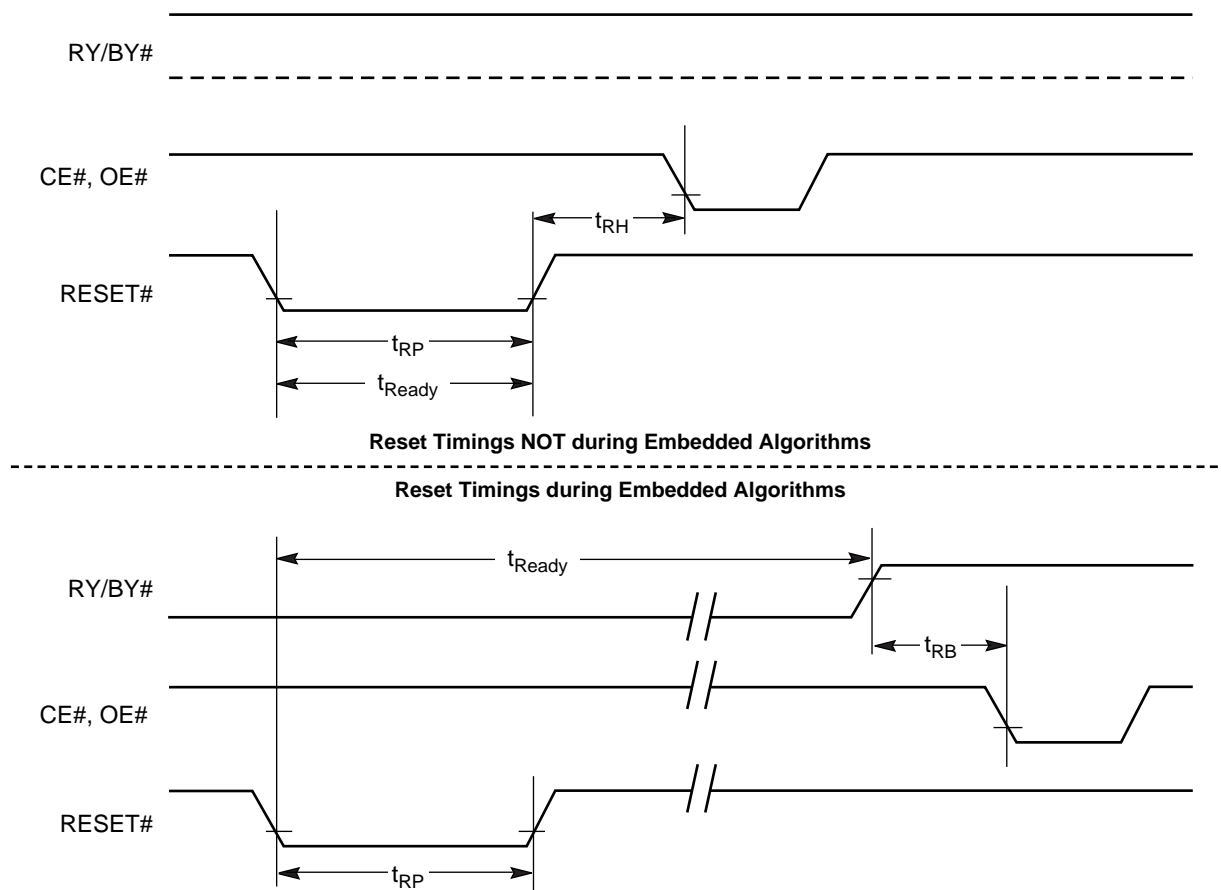 RY/BY#
CE#, OE#
tRH
RESET#
tRP
tReady
Reset Timings NOT during Embedded Algorithms
Reset Timings during Embedded Algorithms
tReady
RY/BY#
tRB
CE#, OE#
RESET#
tRP